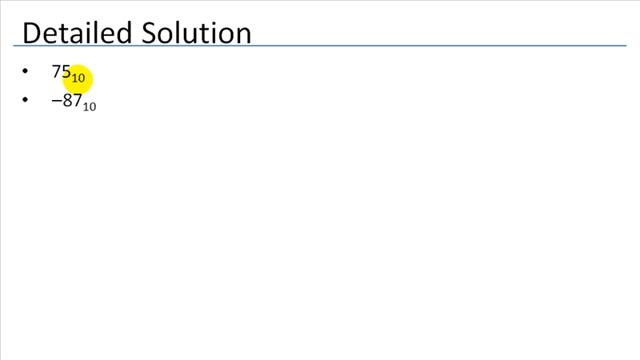 Detailed Solution
• 75₁₀
• –87₁₀